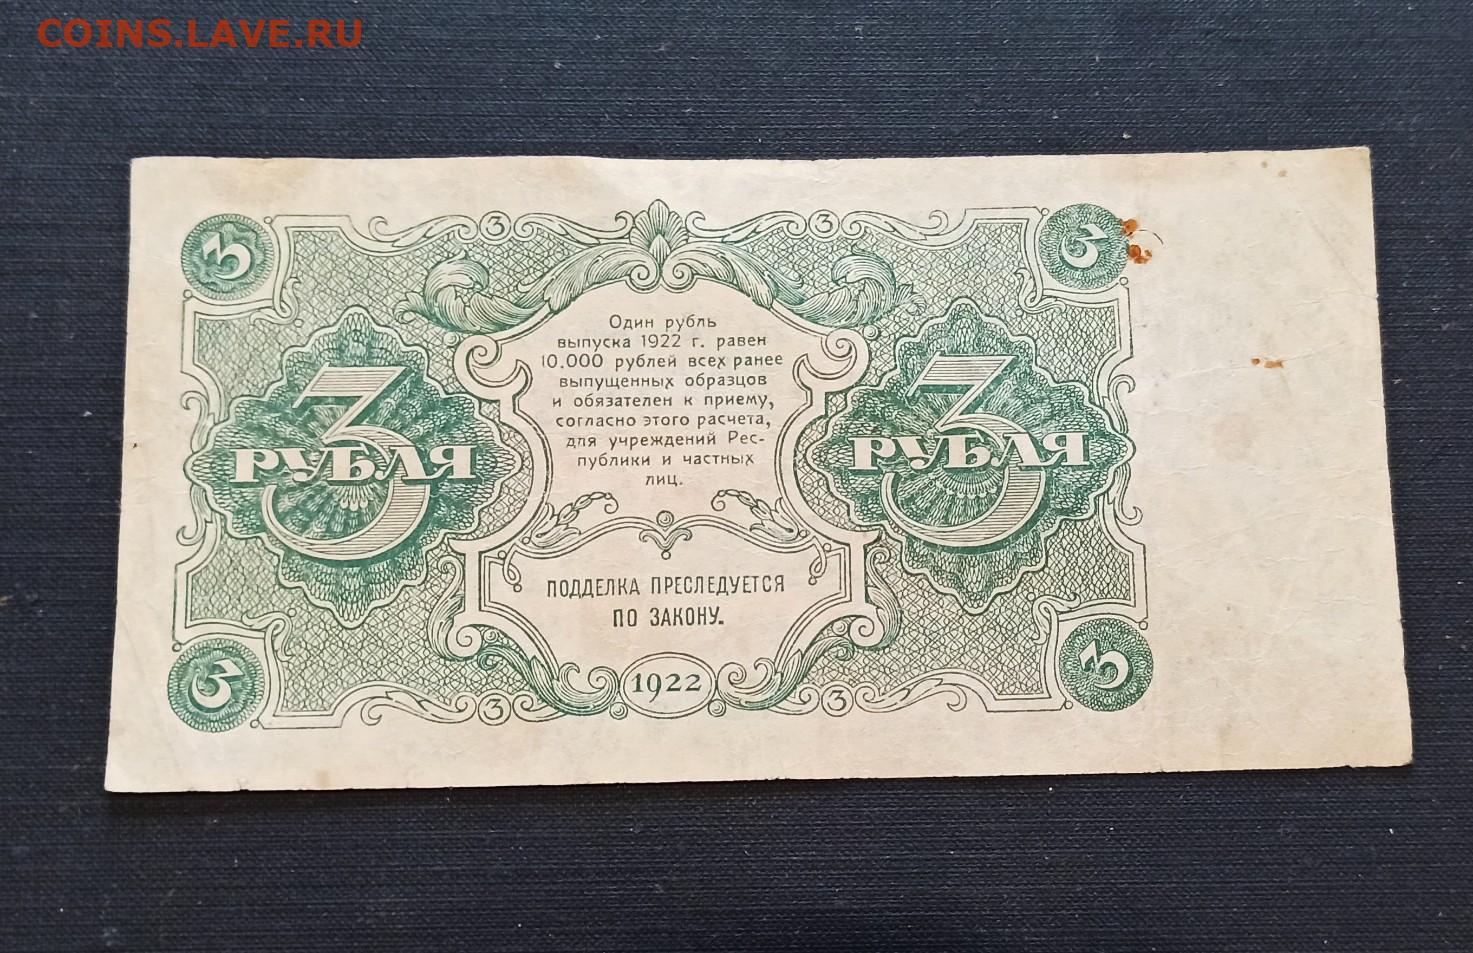 COINS.LAVE.RU
3 3 3 3
Один рубль
выпуска 1922 г. равен
10.000 рублей всех ранее
выпущенных образцов
и обязателен к приему,
согласно этого расчета,
для учреждений Рес-
публики и частных
лиц.
3 РУБЛЯ
3 РУБЛЯ
ПОДДЕЛКА ПРЕСЛЕДУЕТСЯ
ПО ЗАКОНУ.
3 3 1922 3 3